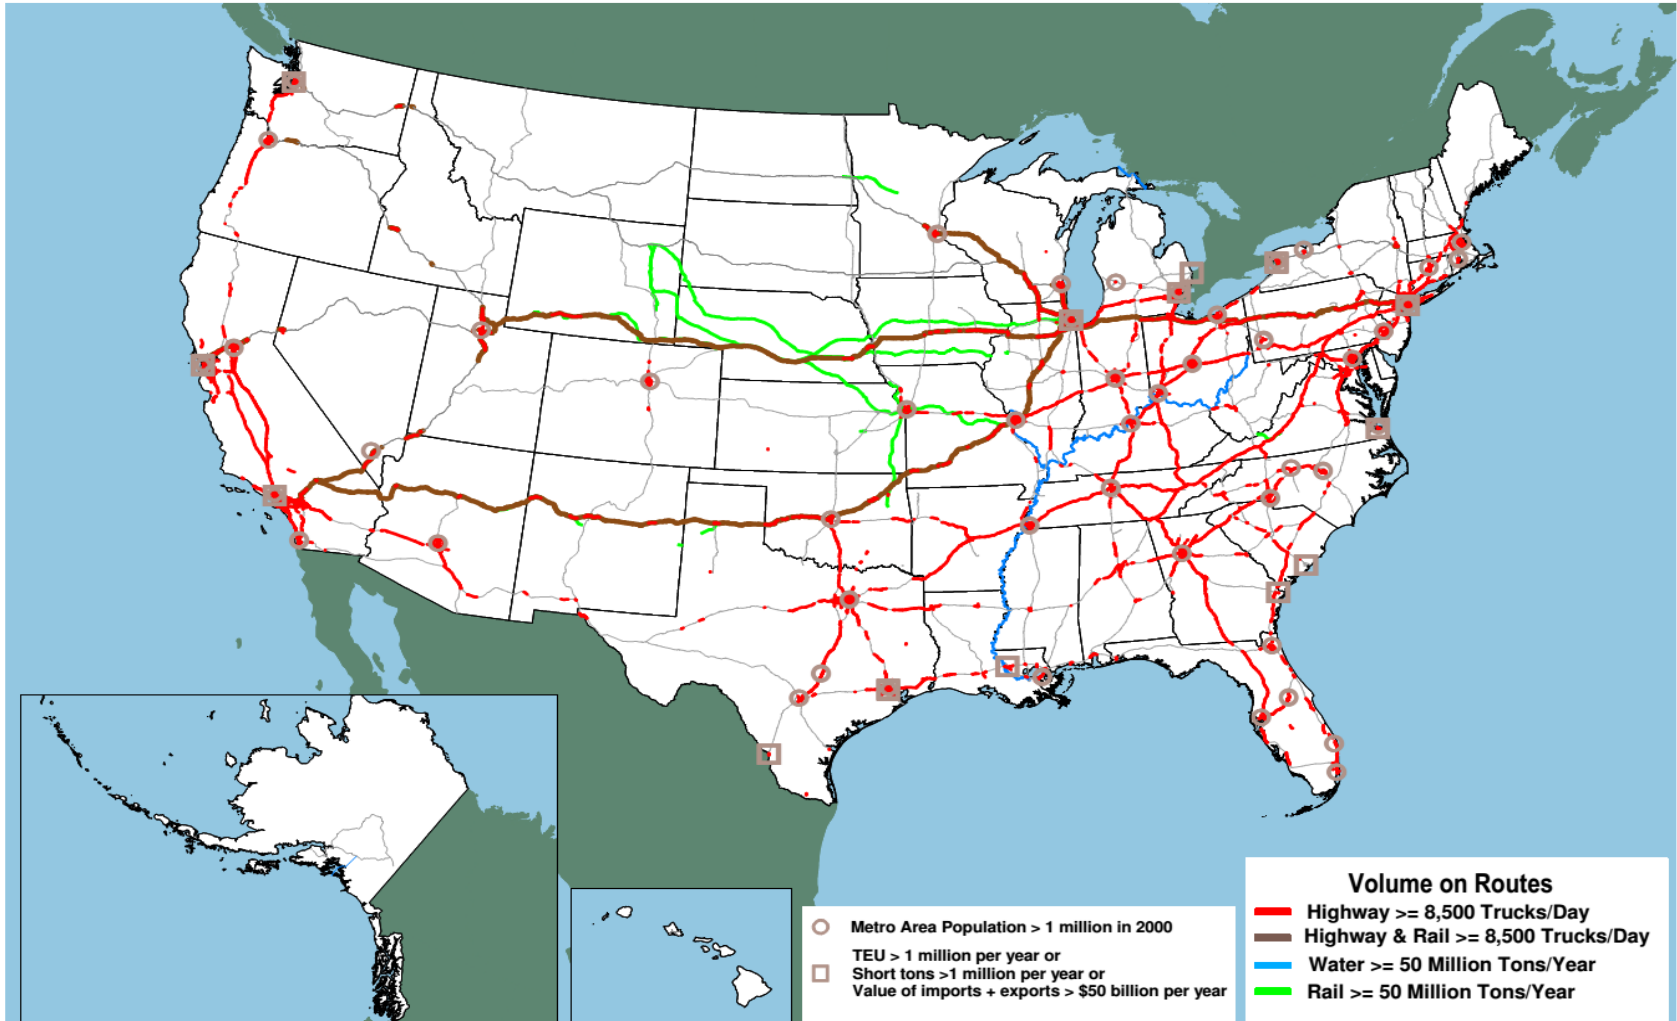 Metro Area Population > 1 million in 2000
TEU > 1 million per year or
Short tons >1 million per year or
Value of imports + exports > $50 billion per year
Volume on Routes
Highway >= 8,500 Trucks/Day
Highway & Rail >= 8,500 Trucks/Day
Water >= 50 Million Tons/Year
Rail >= 50 Million Tons/Year